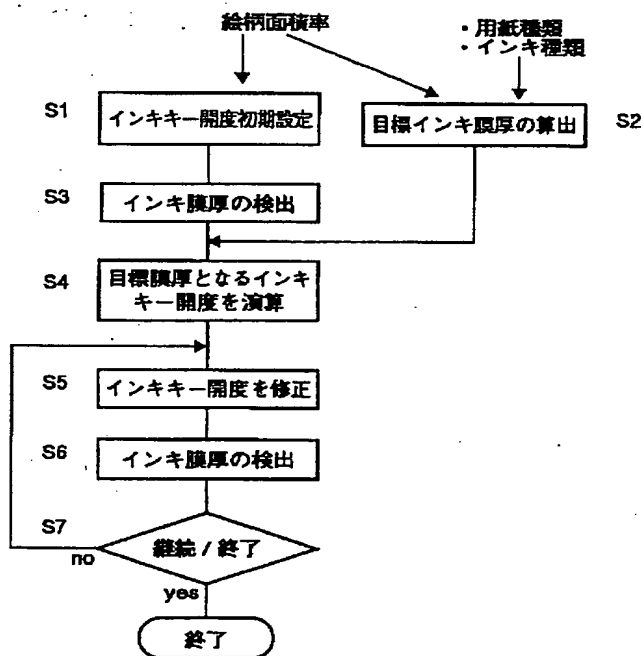 絵柄面積率
・用紙種類
・インキ種類
S1
インキキー開度初期設定
目標インキ膜厚の算出
S2
S3
インキ膜厚の検出
S4
目標膜厚となるインキ
キー開度を演算
S5
インキキー開度を修正
S6
インキ膜厚の検出
S7
継続 / 終了
no
yes
終了